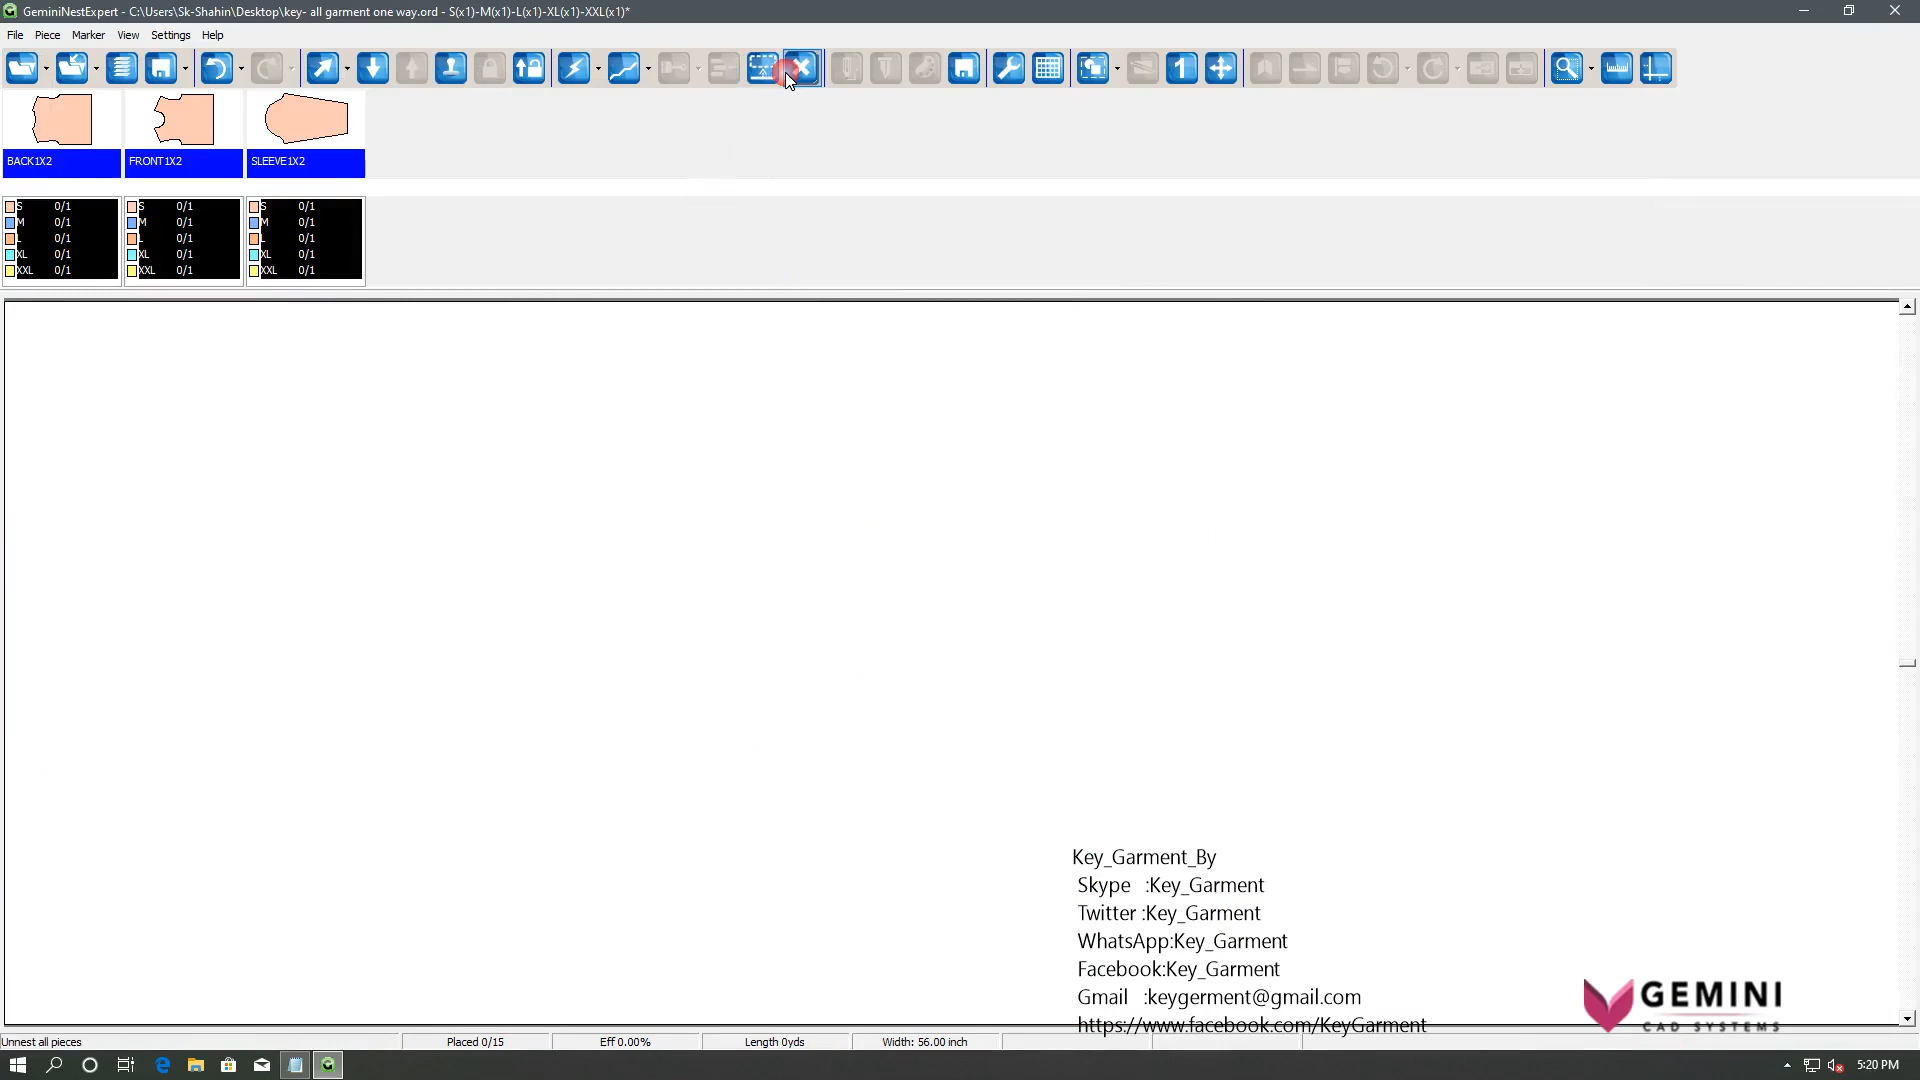 GeminiNestExpert - C:\Users\Sk-Shahin\Desktop\key- all garment one way.ord - S(x1)-M(x1)-L(x1)-XL(x1)-XXL(x1)*
File Piece Marker View Settings Help
1
BACK1X2 FRONT1X2 SLEEVE1X2
S 0/1 S 0/1 S 0/1
M 0/1 M 0/1 M 0/1
L 0/1 L 0/1 L 0/1
XL 0/1 XL 0/1 XL 0/1
XXL 0/1 XXL 0/1 XXL 0/1
Key_Garment_By
Skype :Key_Garment
Twitter :Key_Garment
WhatsApp:Key_Garment
Facebook:Key_Garment
Gmail :keygerment@gmail.com
https://www.facebook.com/KeyGarment
GEMINI
CAD SYSTEMS
Unnest all pieces Placed 0/15 Eff 0.00% Length 0yds Width: 56.00 inch
5:20 PM